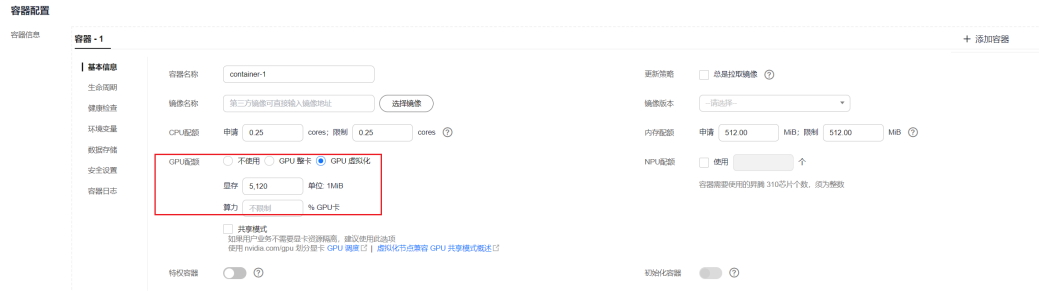 容器配置
容器信息
容器 - 1
+ 添加容器
基本信息
生命周期
健康检查
环境变量
数据存储
安全设置
容器日志
容器名称 container-1
更新策略 总是拉取镜像 ?
镜像名称 第三方镜像可直接输入镜像地址 选择镜像
镜像版本 --请选择--
CPU配额 申请 0.25 cores; 限制 0.25 cores ?
内存配额 申请 512.00 MiB; 限制 512.00 MiB ?
GPU配额 不使用 GPU 整卡 GPU 虚拟化
NPU配额 使用 个
显存 5,120 单位: 1MiB
容器需要使用的昇腾 310芯片个数，须为整数
算力 不限制 % GPU卡
共享模式
如果用户业务不需要显卡资源隔离，建议使用此选项
使用 nvidia.com/gpu 划分显卡 GPU 调度 | 虚拟化节点兼容 GPU 共享模式概述
特权容器 ?
初始化容器 ?